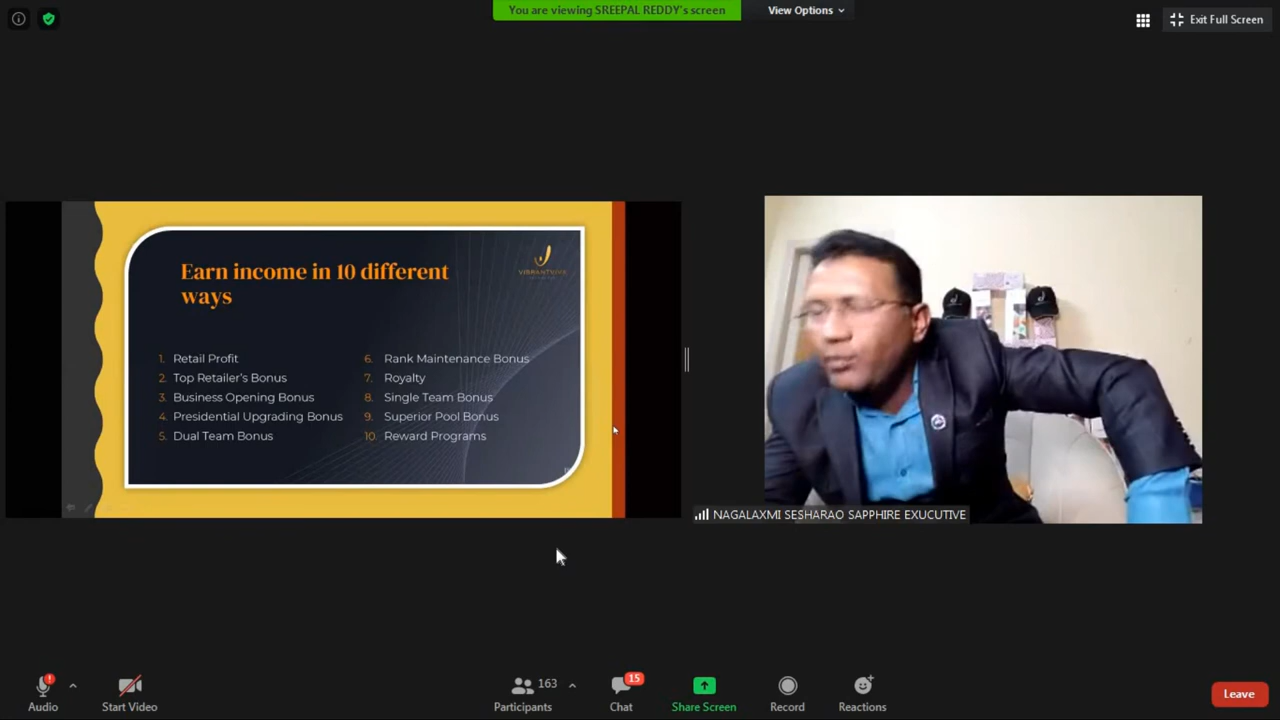 You are viewing SREEPAL REDDY's screen
View Options
Exit Full Screen
Earn income in 10 different
ways
1. Retail Profit
2. Top Retailer's Bonus
3. Business Opening Bonus
4. Presidential Upgrading Bonus
5. Dual Team Bonus
6. Rank Maintenance Bonus
7. Royalty
8. Single Team Bonus
9. Superior Pool Bonus
10. Reward Programs
NAGALAXMI SESHARAO SAPPHIRE EXUCUTIVE
Audio
Start Video
163
Participants
15
Chat
Share Screen
Record
Reactions
Leave